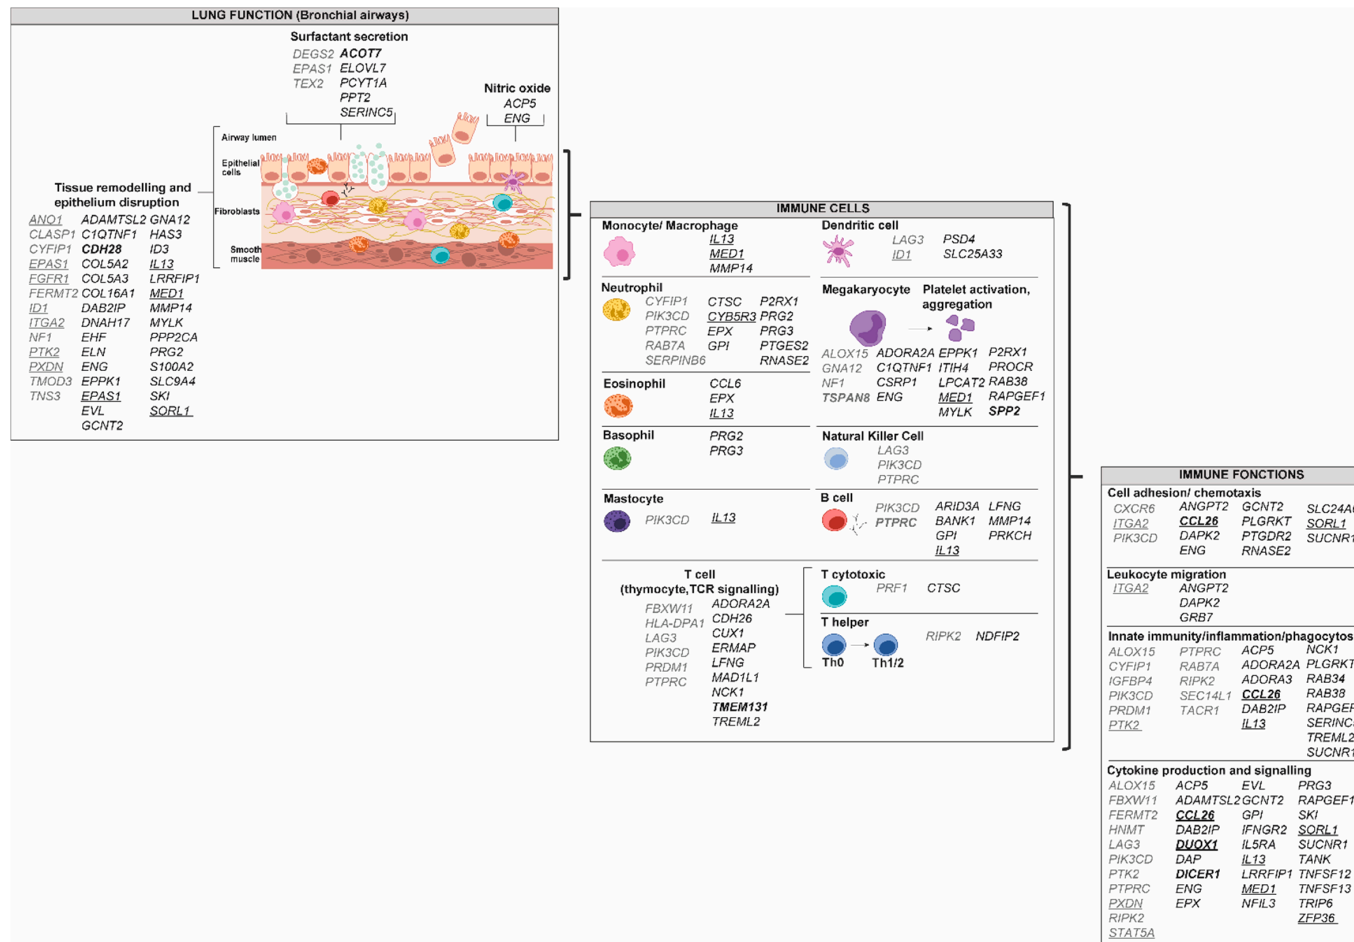 LUNG FUNCTION (Bronchial airways)
Surfactant secretion
DEGS2 ACOT7
EPAS1 ELOVL7
TEX2 PCYT1A
PPT2
SERINC5
Nitric oxide
ACP5
ENG
Airway lumen
Epithelial
cells
Fibroblasts
Smooth
muscle
Tissue remodelling and
epithelium disruption
ANO1 ADAMTSL2 GNA12
CLASP1 C1QTNF1 HAS3
CYFIP1 CDH28 ID3
EPAS1 COL5A2 IL13
FGFR1 COL5A3 LRRFIP1
FERMT2 COL16A1 MED1
ID1 DAB2IP MMP14
ITGA2 DNAH17 MYLK
NF1 EHF PPP2CA
PTK2 ELN PRG2
PXDN ENG S100A2
TMOD3 EPPK1 SLC9A4
TNS3 EPAS1 SKI
EVL SORL1
GCNT2
IMMUNE CELLS
Monocyte/ Macrophage
IL13
MED1
MMP14
Dendritic cell
LAG3 PSD4
ID1 SLC25A33
Neutrophil
CYFIP1 CTSC P2RX1
PIK3CD CYB5R3 PRG2
PTPRC EPX PRG3
RAB7A GPI PTGES2
SERPINB6 RNASE2
Megakaryocyte
Platelet activation,
aggregation
ALOX15 ADORA2A EPPK1 P2RX1
GNA12 C1QTNF1 ITIH4 PROCR
NF1 CSRP1 LPCAT2 RAB38
TSPAN8 ENG MED1 RAPGEF1
MYLK SPP2
Eosinophil
CCL6
EPX
IL13
Basophil
PRG2
PRG3
Natural Killer Cell
LAG3
PIK3CD
PTPRC
Mastocyte
PIK3CD IL13
B cell
PIK3CD ARID3A LFNG
PTPRC BANK1 MMP14
GPI PRKCH
IL13
T cell
(thymocyte,TCR signalling)
FBXW11 ADORA2A
HLA-DPA1 CDH26
LAG3 CUX1
PIK3CD ERMAP
PRDM1 LFNG
PTPRC MAD1L1
NCK1
TMEM131
TREML2
T cytotoxic
PRF1 CTSC
T helper
RIPK2 NDFIP2
Th0 Th1/2
IMMUNE FONCTIONS
Cell adhesion/ chemotaxis
CXCR6 ANGPT2 GCNT2 SLC24A
ITGA2 CCL26 PLGRKT SORL1
PIK3CD DAPK2 PTGDR2 SUCNR1
ENG RNASE2
Leukocyte migration
ITGA2 ANGPT2
DAPK2
GRB7
Innate immunity/inflammation/phagocytos
ALOX15 PTPRC ACP5 NCK1
CYFIP1 RAB7A ADORA2A PLGRKT
IGFBP4 RIPK2 ADORA3 RAB34
PIK3CD SEC14L1 CCL26 RAB38
PRDM1 TACR1 DAB2IP RAPGEF
PTK2 IL13 SERINC
TREML2
SUCNR1
Cytokine production and signalling
ALOX15 ACP5 EVL PRG3
FBXW11 ADAMTSL2 GCNT2 RAPGEF1
FERMT2 CCL26 GPI SKI
HNMT DAB2IP IFNGR2 SORL1
LAG3 DUOX1 IL5RA SUCNR1
PIK3CD DAP IL13 TANK
PTK2 DICER1 LRRFIP1 TNFSF12
PTPRC ENG MED1 TNFSF13
PXDN EPX NFIL3 TRIP6
RIPK2 ZFP36
STAT5A